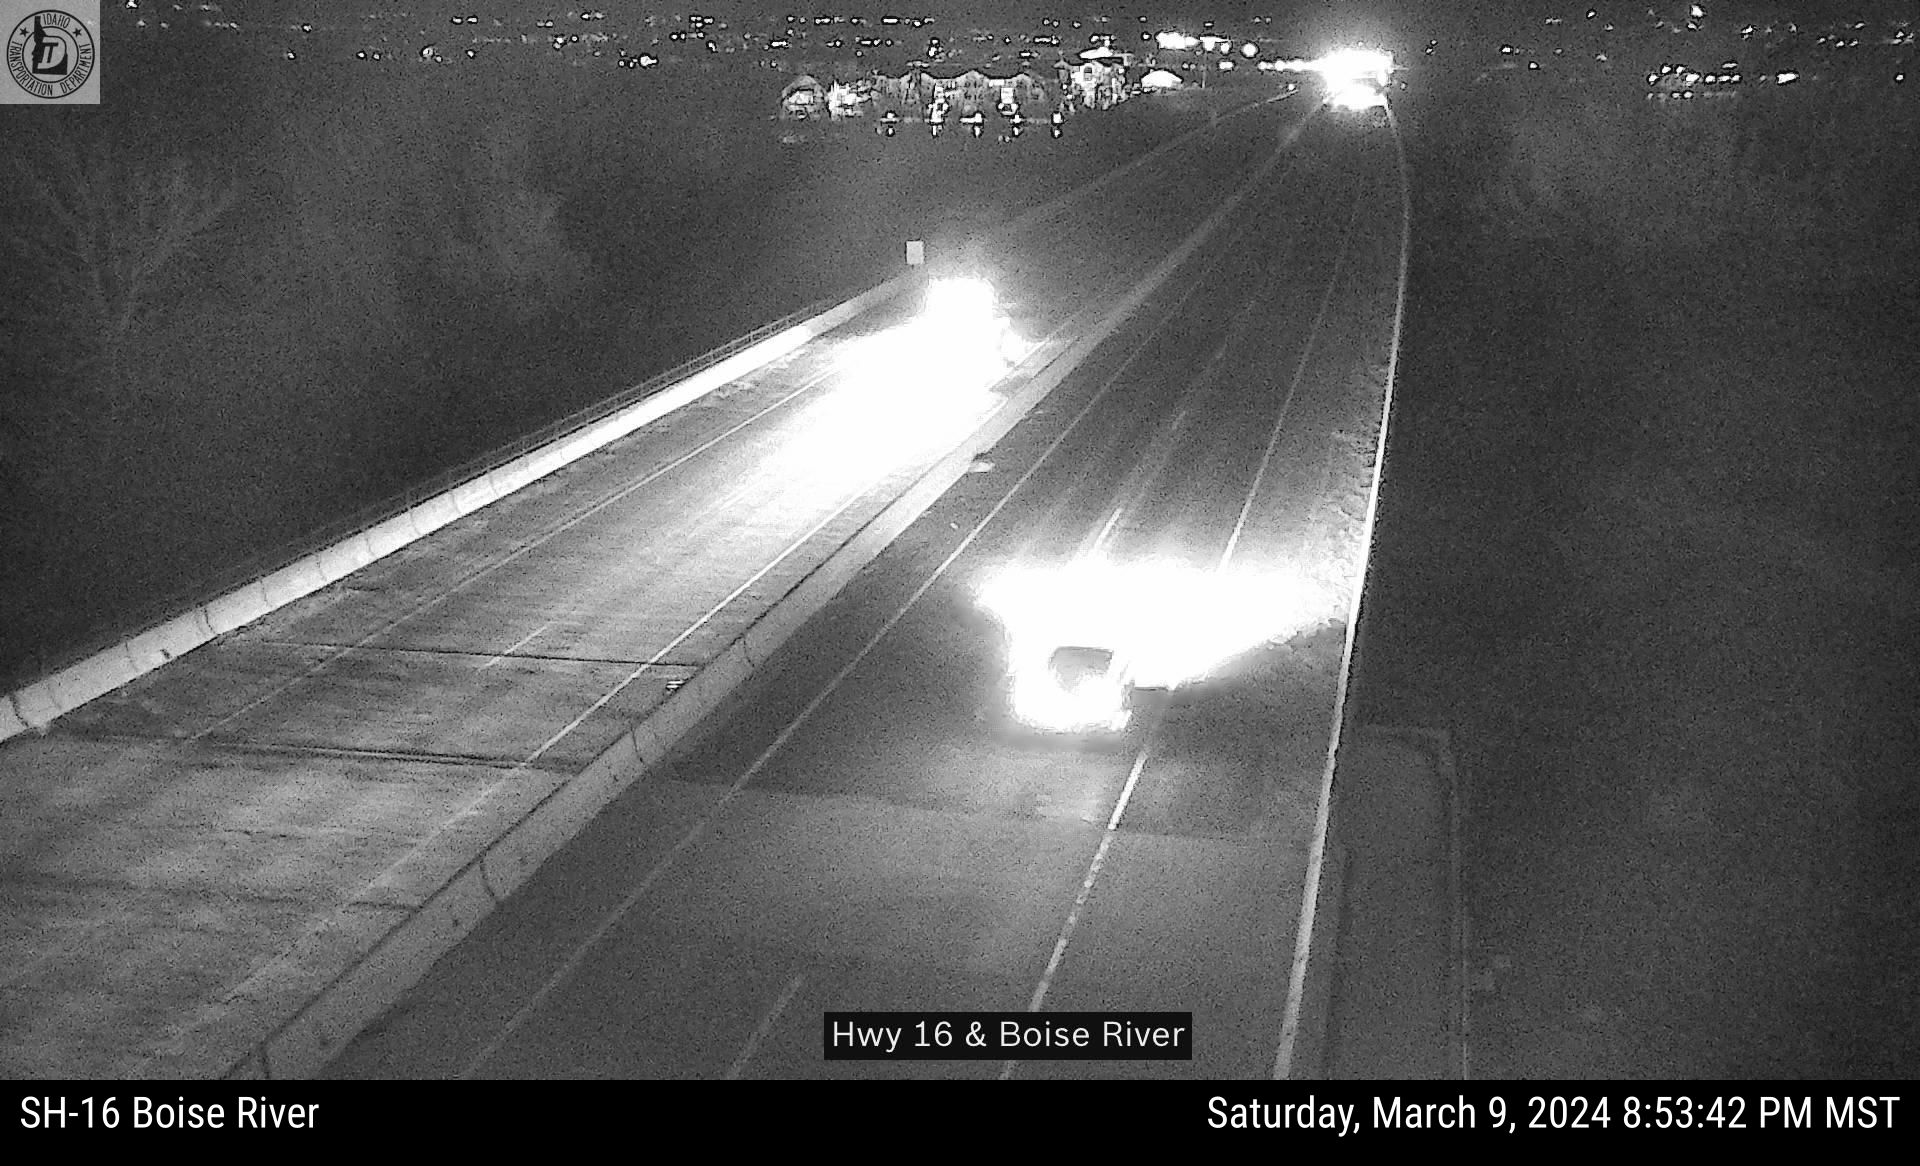 IDAHO
TRANSPORTATION DEPARTMENT
Hwy 16 & Boise River
SH-16 Boise River
Saturday, March 9, 2024 8:53:42 PM MST